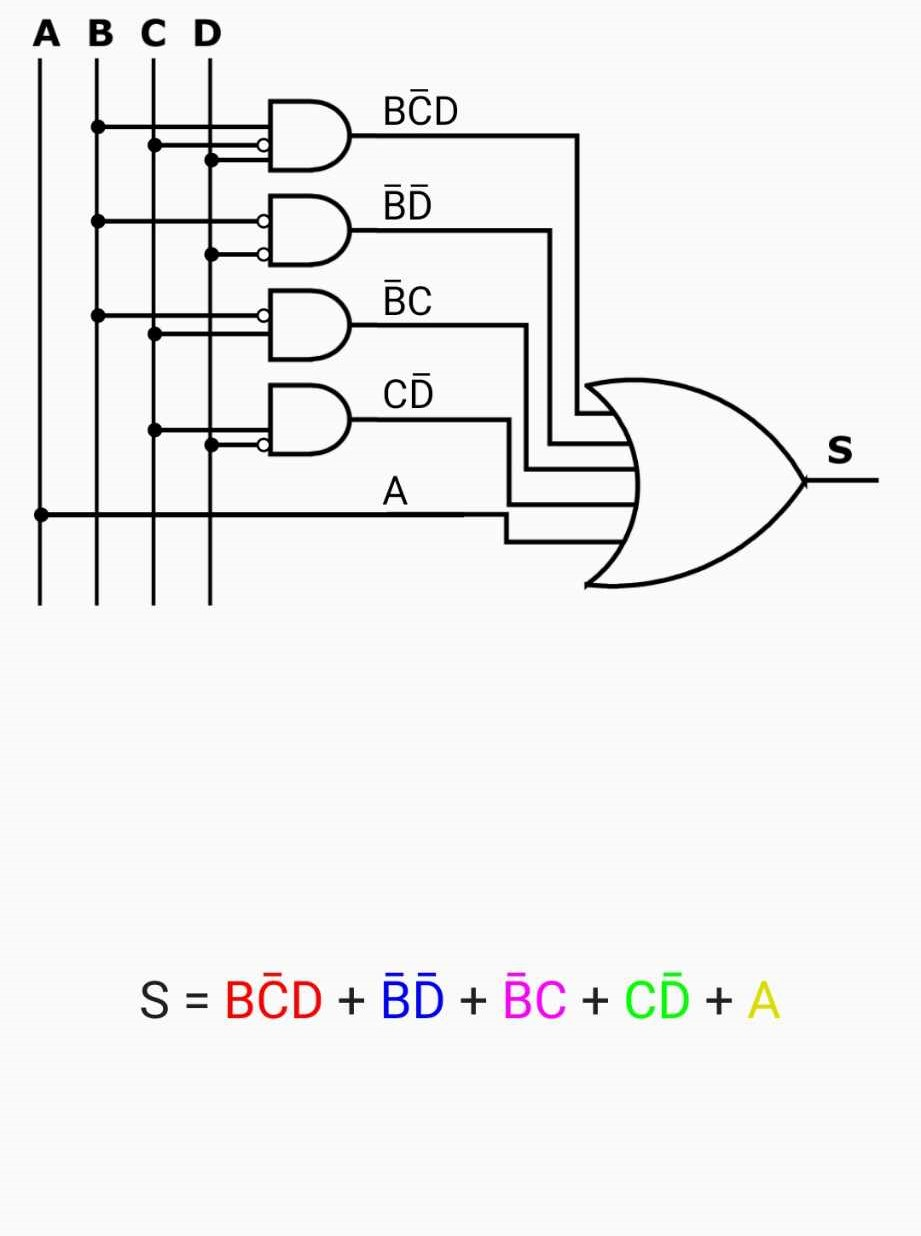 A B C D
BC̅D
B̅D̅
B̅C
CD̅
A
S
S = BC̅D + B̅D̅ + B̅C + CD̅ + A